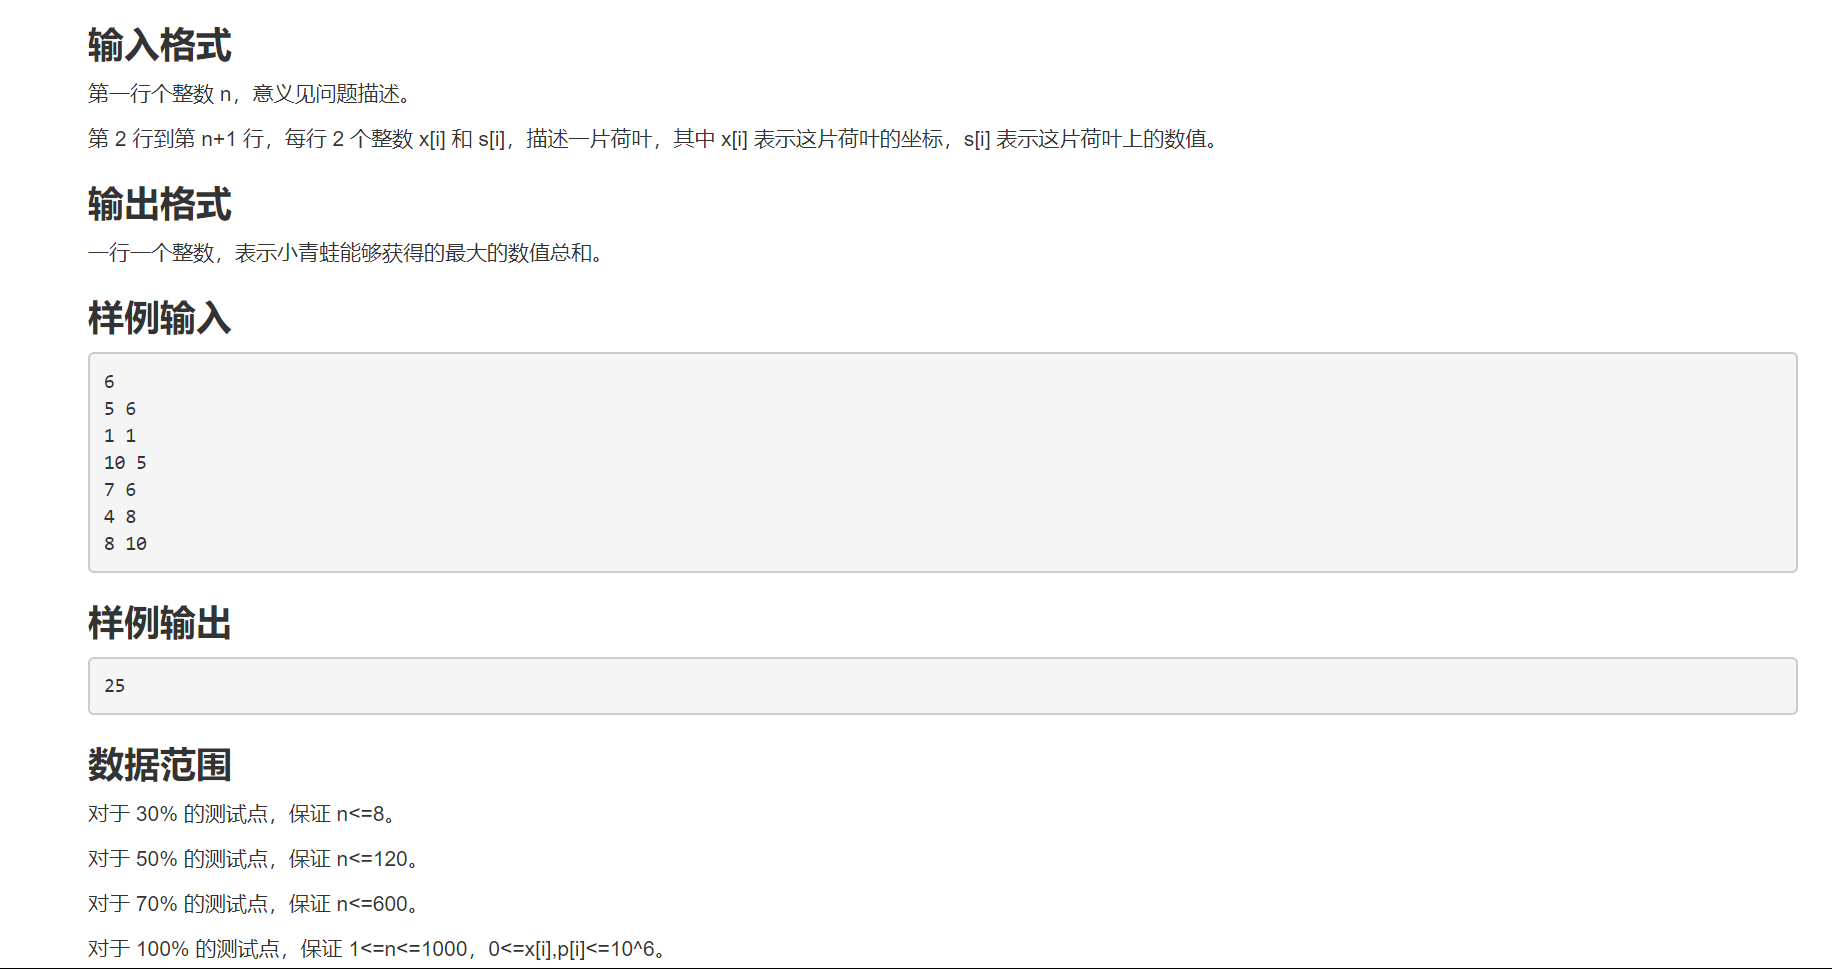 输入格式
第一行个整数 n，意义见问题描述。
第 2 行到第 n+1 行，每行 2 个整数 x[i] 和 s[i]，描述一片荷叶，其中 x[i] 表示这片荷叶的坐标，s[i] 表示这片荷叶上的数值。
输出格式
一行一个整数，表示小青蛙能够获得的最大的数值总和。
样例输入
6
5 6
1 1
10 5
7 6
4 8
8 10
样例输出
25
数据范围
对于 30% 的测试点，保证 n<=8。
对于 50% 的测试点，保证 n<=120。
对于 70% 的测试点，保证 n<=600。
对于 100% 的测试点，保证 1<=n<=1000，0<=x[i],p[i]<=10^6。